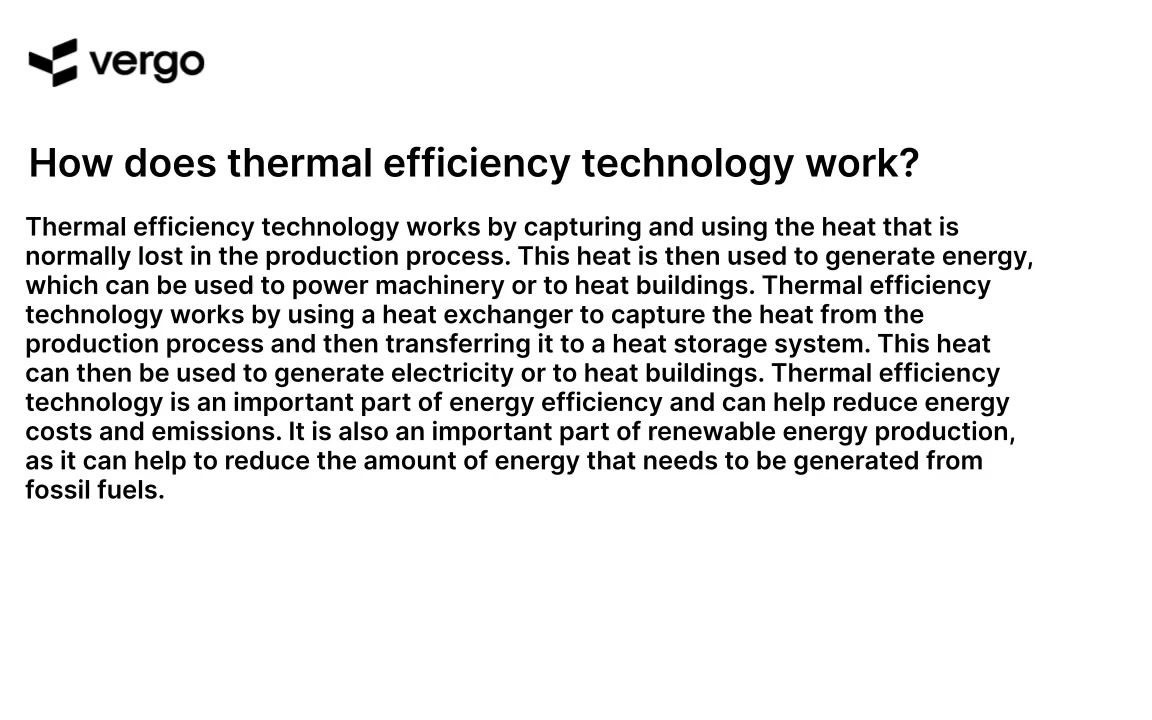 vergo
How does thermal efficiency technology work?
Thermal efficiency technology works by capturing and using the heat that is
normally lost in the production process. This heat is then used to generate energy,
which can be used to power machinery or to heat buildings. Thermal efficiency
technology works by using a heat exchanger to capture the heat from the
production process and then transferring it to a heat storage system. This heat
can then be used to generate electricity or to heat buildings. Thermal efficiency
technology is an important part of energy efficiency and can help reduce energy
costs and emissions. It is also an important part of renewable energy production,
as it can help to reduce the amount of energy that needs to be generated from
fossil fuels.